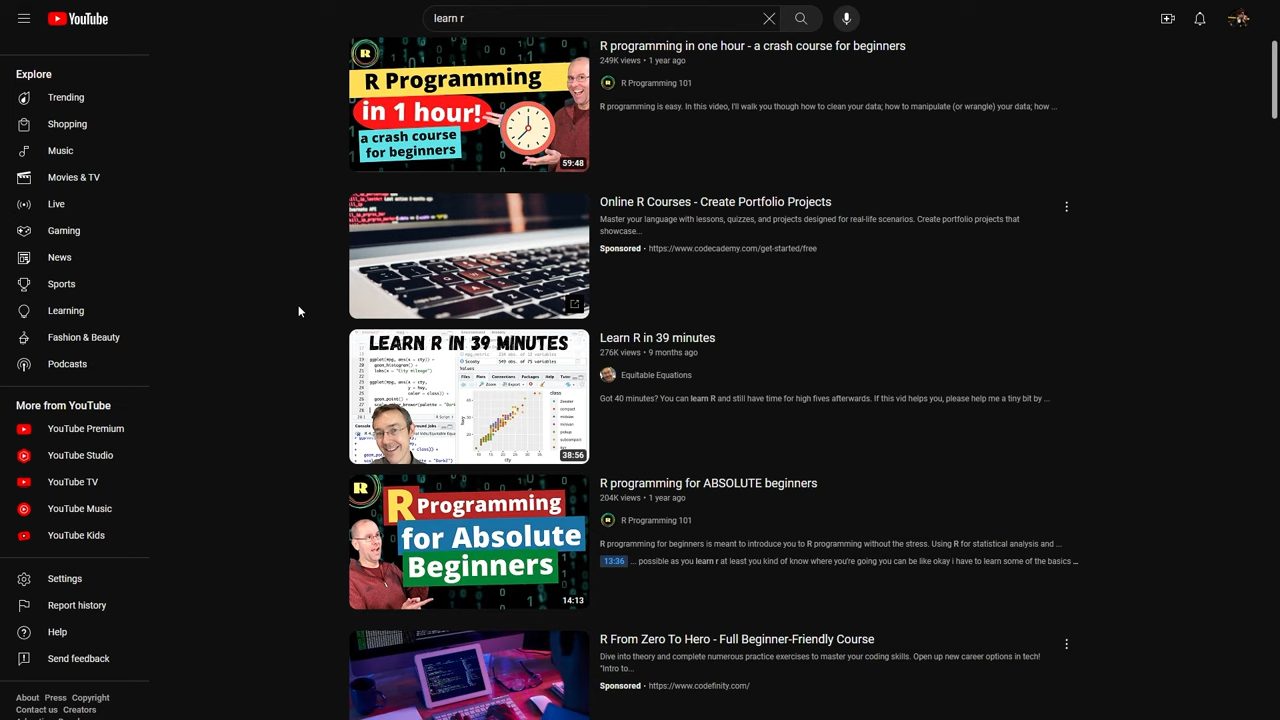 YouTube
learn r
Explore
Trending
Shopping
Music
Movies & TV
Live
Gaming
News
Sports
Learning
Fashion & Beauty
Podcasts
More from YouTube
YouTube Premium
YouTube Studio
YouTube TV
YouTube Music
YouTube Kids
Settings
Report history
Help
Send feedback
About Press Copyright
Contact us Creators
R
R Programming
in 1 hour!
a crash course
for beginners
59:48
R programming in one hour - a crash course for beginners
249K views • 1 year ago
R Programming 101
R programming is easy. In this video, I'll walk you though how to clean your data; how to manipulate (or wrangle) your data; how ...
Online R Courses - Create Portfolio Projects
Master your language with lessons, quizzes, and projects designed for real-life scenarios. Create portfolio projects that
showcase...
Sponsored • https://www.codecademy.com/get-started/free
LEARN R IN 39 MINUTES
38:56
Learn R in 39 minutes
276K views • 9 months ago
Equitable Equations
Got 40 minutes? You can learn R and still have time for high fives afterwards. If this vid helps you, please help me a tiny bit by ...
R
R Programming
for Absolute
Beginners
14:13
R programming for ABSOLUTE beginners
204K views • 1 year ago
R Programming 101
R programming for beginners is meant to introduce you to R programming without the stress. Using R for statistical analysis and ...
13:36 ... possible as you learn r at least you kind of know where you're going you can be like okay i have to learn some of the basics ...
R From Zero To Hero - Full Beginner-Friendly Course
Dive into theory and complete numerous practice exercises to master your coding skills. Open up new career options in tech!
"Intro to...
Sponsored • https://www.codefinity.com/